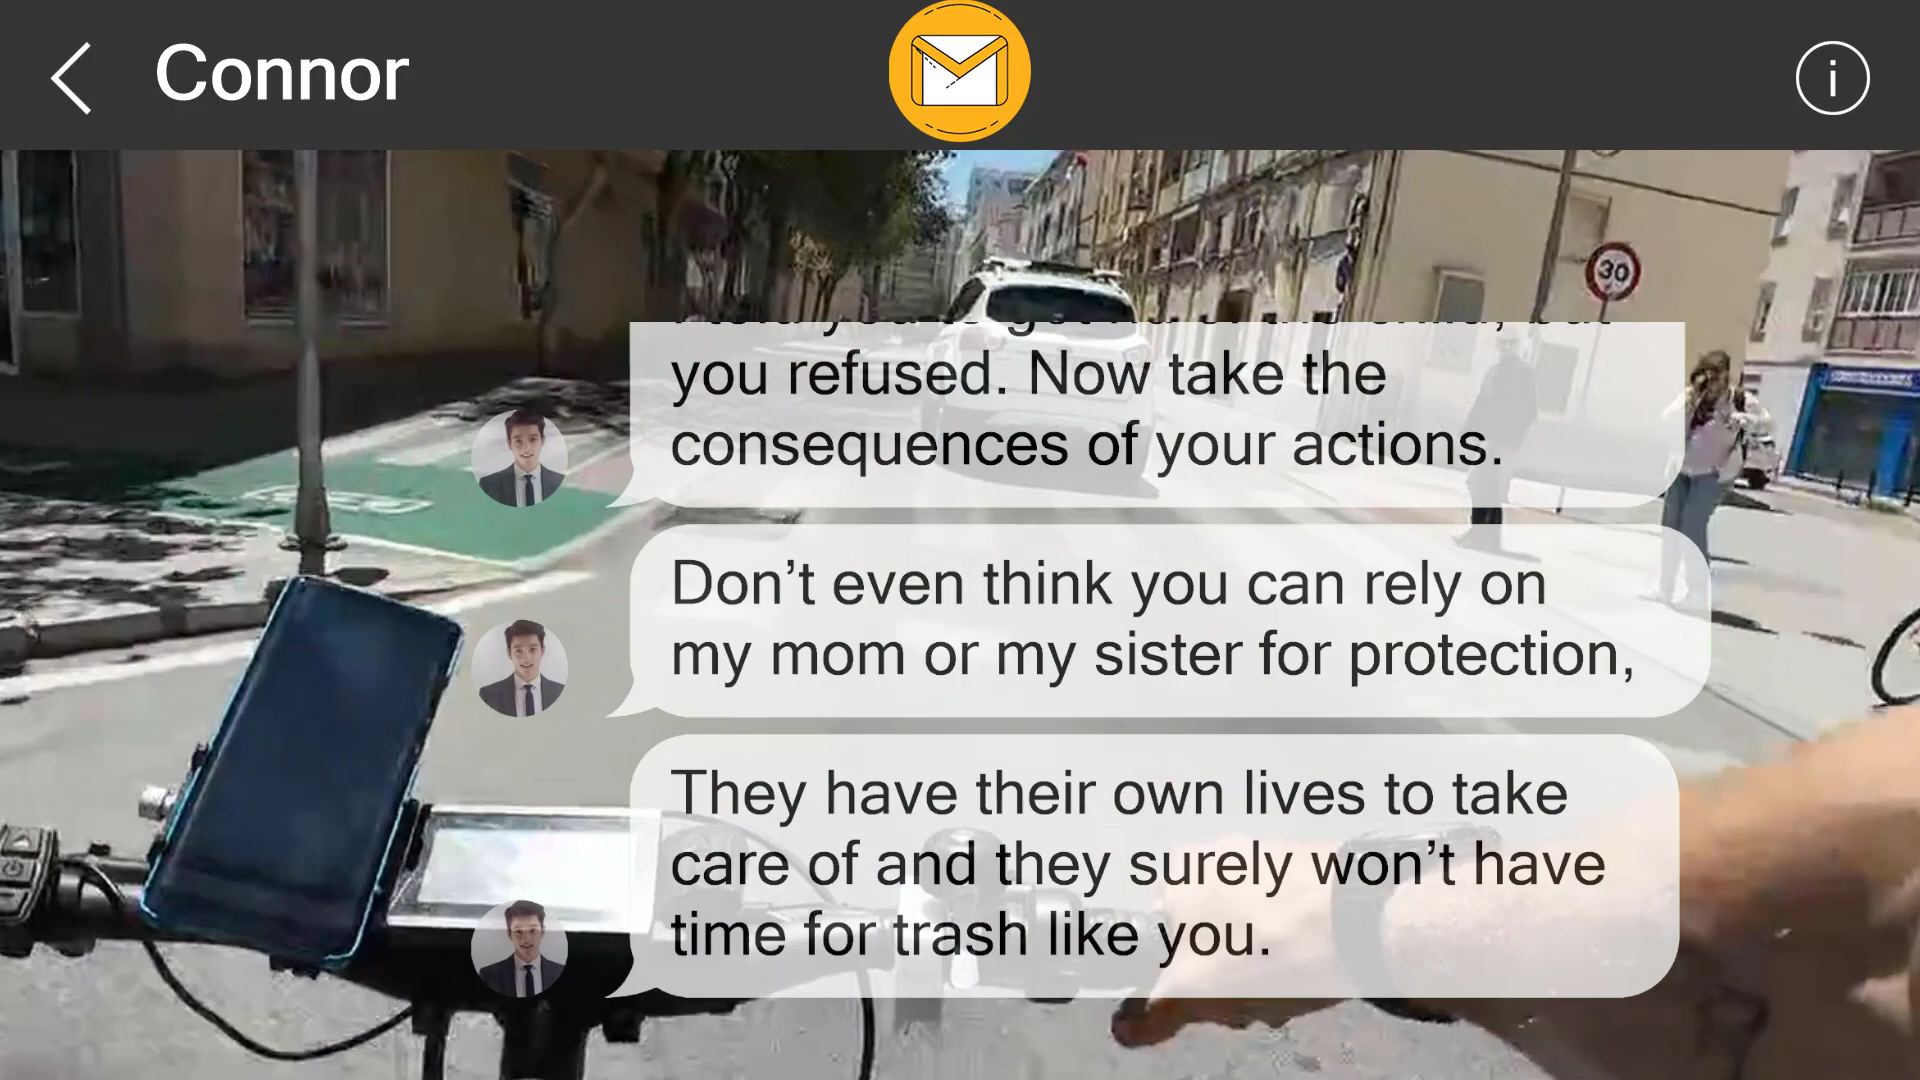 Connor
i
30
you refused. Now take the
consequences of your actions.
Don’t even think you can rely on
my mom or my sister for protection,
They have their own lives to take
care of and they surely won’t have
time for trash like you.